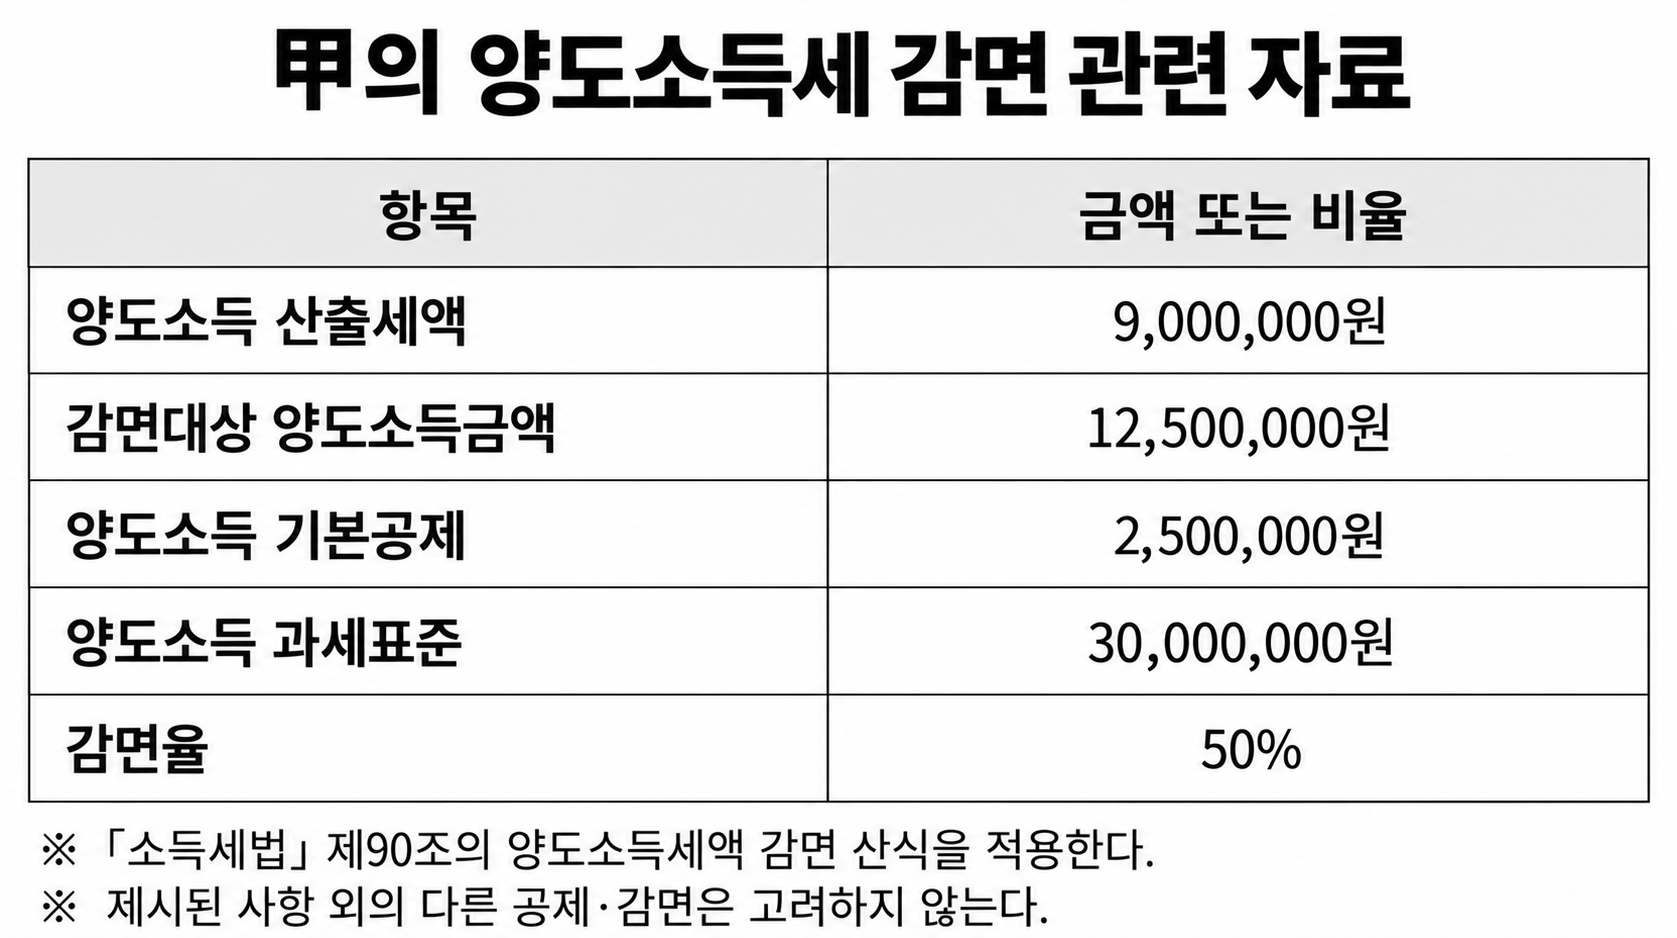 甲의 양도소득세 감면 관련 자료
항목 금액 또는 비율
양도소득 산출세액 9,000,000원
감면대상 양도소득금액 12,500,000원
양도소득 기본공제 2,500,000원
양도소득 과세표준 30,000,000원
감면율 50%
※ 「소득세법」 제90조의 양도소득세액 감면 산식을 적용한다.
※ 제시된 사항 외의 다른 공제·감면은 고려하지 않는다.